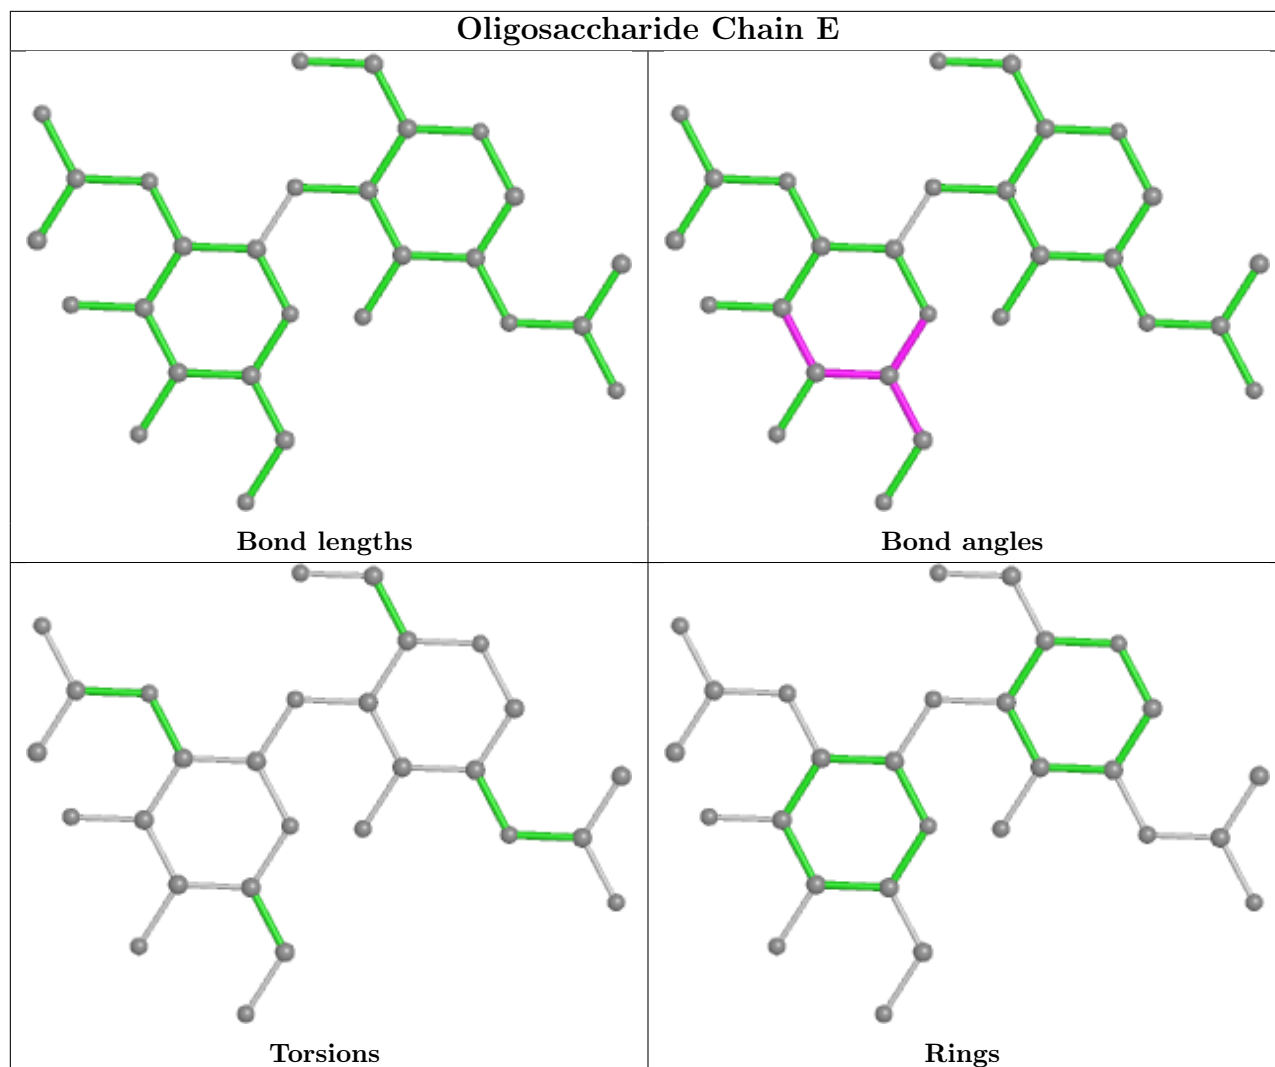 Oligosaccharide Chain E
Bond lengths
Bond angles
Torsions
Rings